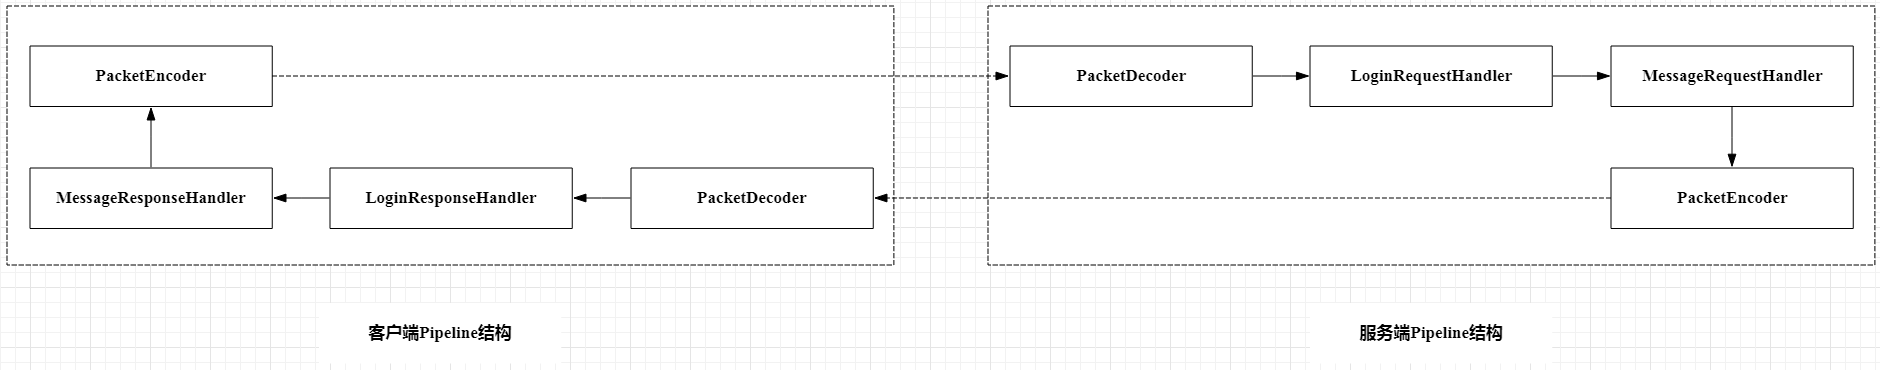 PacketEncoder
PacketDecoder
LoginRequestHandler
MessageRequestHandler
MessageResponseHandler
LoginResponseHandler
PacketDecoder
PacketEncoder
客户端Pipeline结构
服务端Pipeline结构